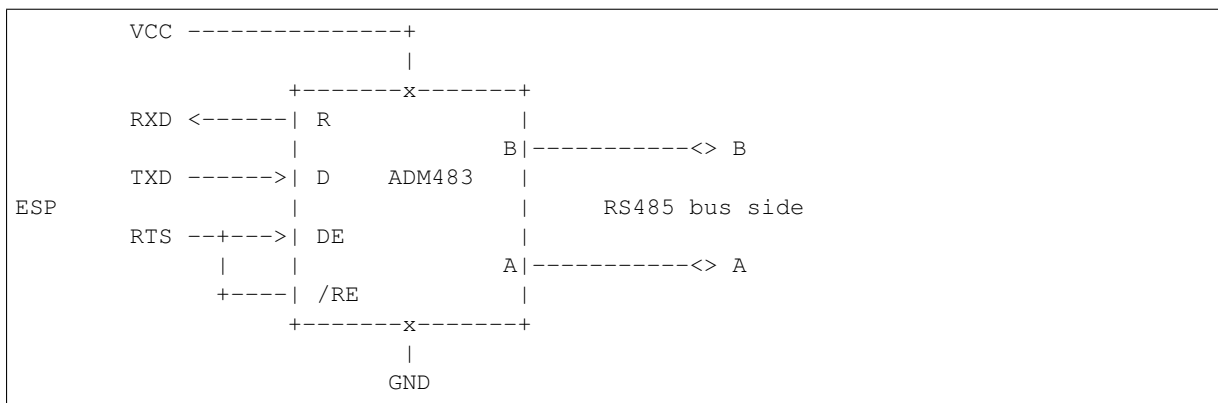 VCC ---------------+
|
+-------x-------+
RXD <------| R |
| B|-----------<> B
TXD ------>| D ADM483 |
ESP | | RS485 bus side
RTS --+--->| DE |
| | A|-----------<> A
+----| /RE |
+-------x-------+
|
GND